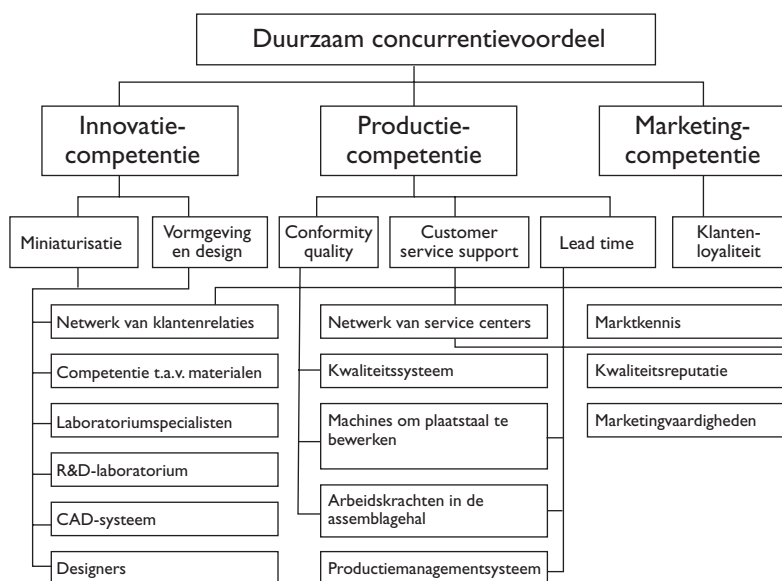 Duurzaam concurrentievoordeel
Innovatie-
competentie
Productie-
competentie
Marketing-
competentie
Miniaturisatie
Vormgeving
en design
Conformity
quality
Customer
service support
Lead time
Klanten-
loyaliteit
Netwerk van klantenrelaties
Competentie t.a.v. materialen
Laboratoriumspecialisten
R&D-laboratorium
CAD-systeem
Designers
Netwerk van service centers
Kwaliteitssysteem
Machines om plaatstaal te
bewerken
Arbeidskrachten in de
assemblagehal
Productiemanagementsysteem
Marktkennis
Kwaliteitsreputatie
Marketingvaardigheden